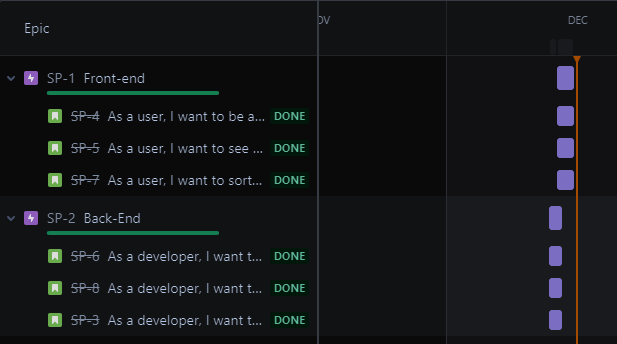 Epic
OV
DEC
SP-1 Front-end
SP-4 As a user, I want to be a... DONE
SP-5 As a user, I want to see ... DONE
SP-7 As a user, I want to sort... DONE
SP-2 Back-End
SP-6 As a developer, I want t... DONE
SP-8 As a developer, I want t... DONE
SP-3 As a developer, I want t... DONE